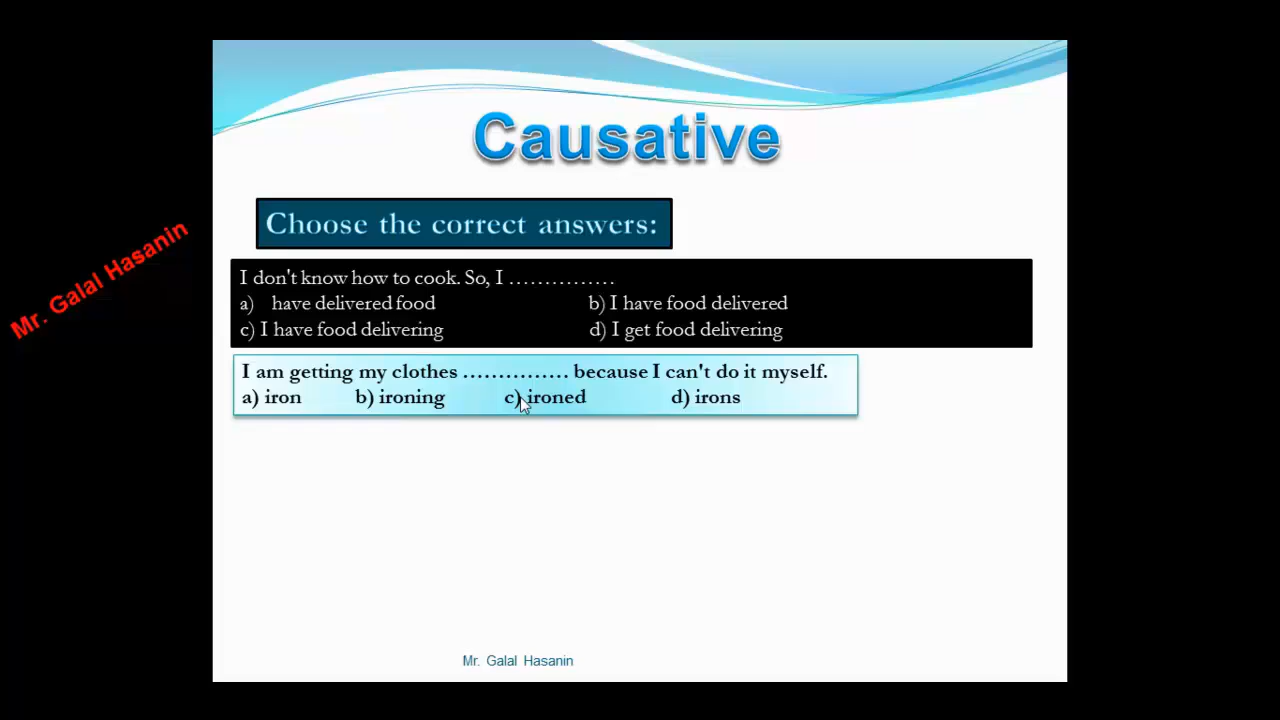 Causative
Choose the correct answers:
Mr. Galal Hasanin
I don't know how to cook. So, I ……………
a) have delivered food b) I have food delivered
c) I have food delivering d) I get food delivering
I am getting my clothes …………… because I can't do it myself.
a) iron b) ironing c) ironed d) irons
Mr. Galal Hasanin